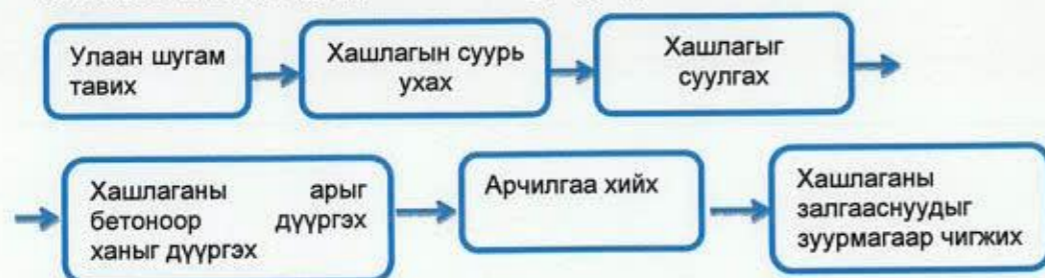 Улаан шугам
тавих
Хашлагын суурь
ухах
Хашлагыг
суулгах
Хашлаганы арыг
бетоноор дүүргэх
ханыг дүүргэх
Арчилгаа хийх
Хашлаганы
залгааснуудыг
зуурмагаар чигжих